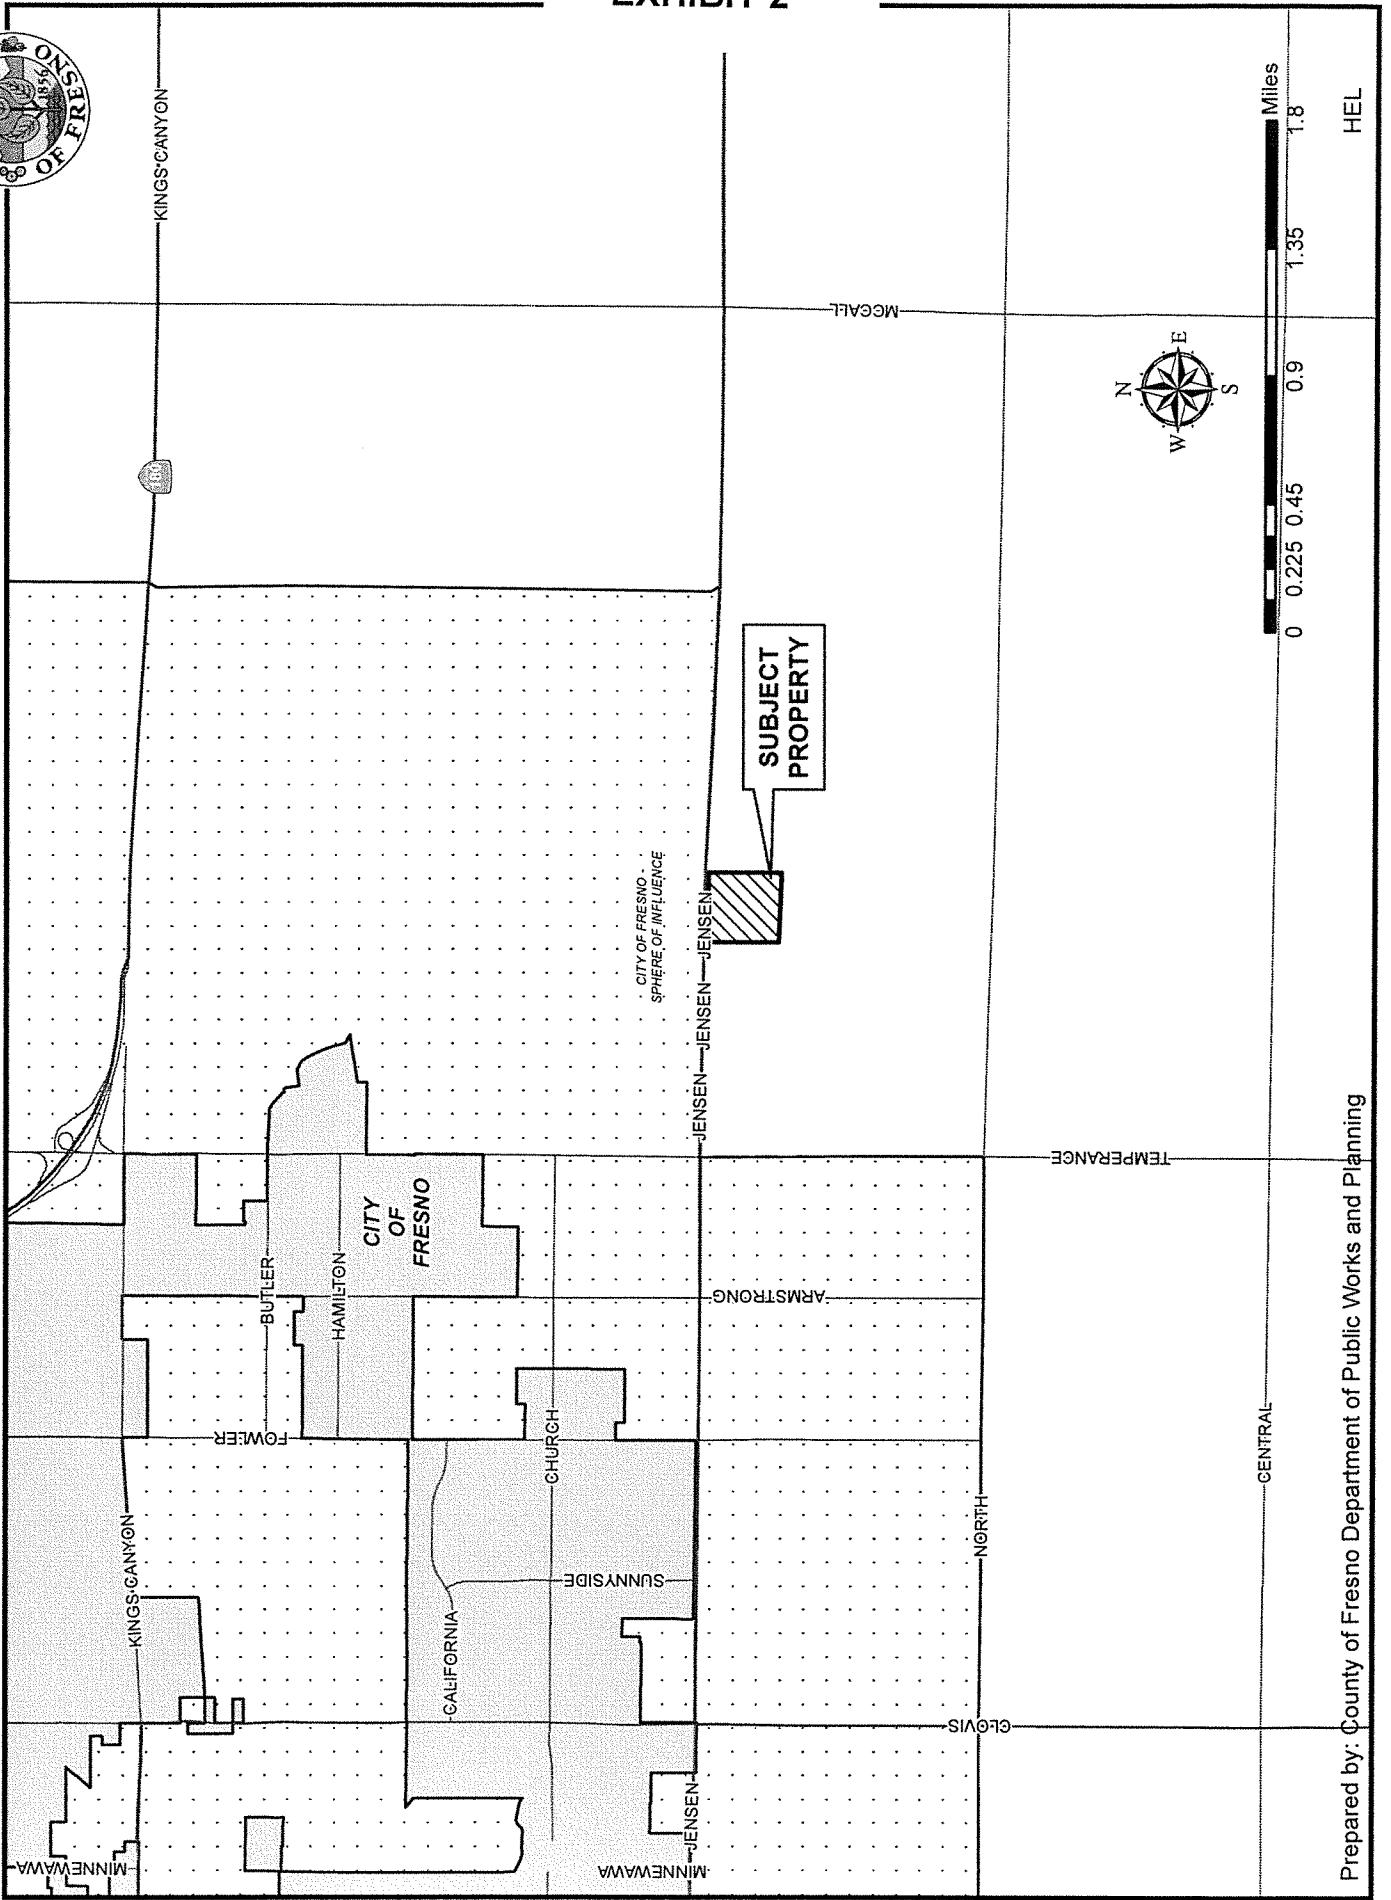 EXHIBIT 2
OF FRESNO
1856
KINGS CANYON
MCCALL
KINGS CANYON
CITY OF FRESNO -
SPHERE OF INFLUENCE
SUBJECT
PROPERTY
JENSEN
JENSEN
JENSEN
JENSEN
TEMPERANCE
BUTLER
HAMILTON
CITY
OF
FRESNO
ARMSTRONG
FOWLER
CHURCH
CALIFORNIA
SUNNYSIDE
NORTH
CENTRAL
CLOVIS
MINNEWAWA
MINNEWAWA
N
W
E
S
0
0.225
0.45
0.9
1.35
1.8
Miles
HEL
Prepared by: County of Fresno Department of Public Works and Planning